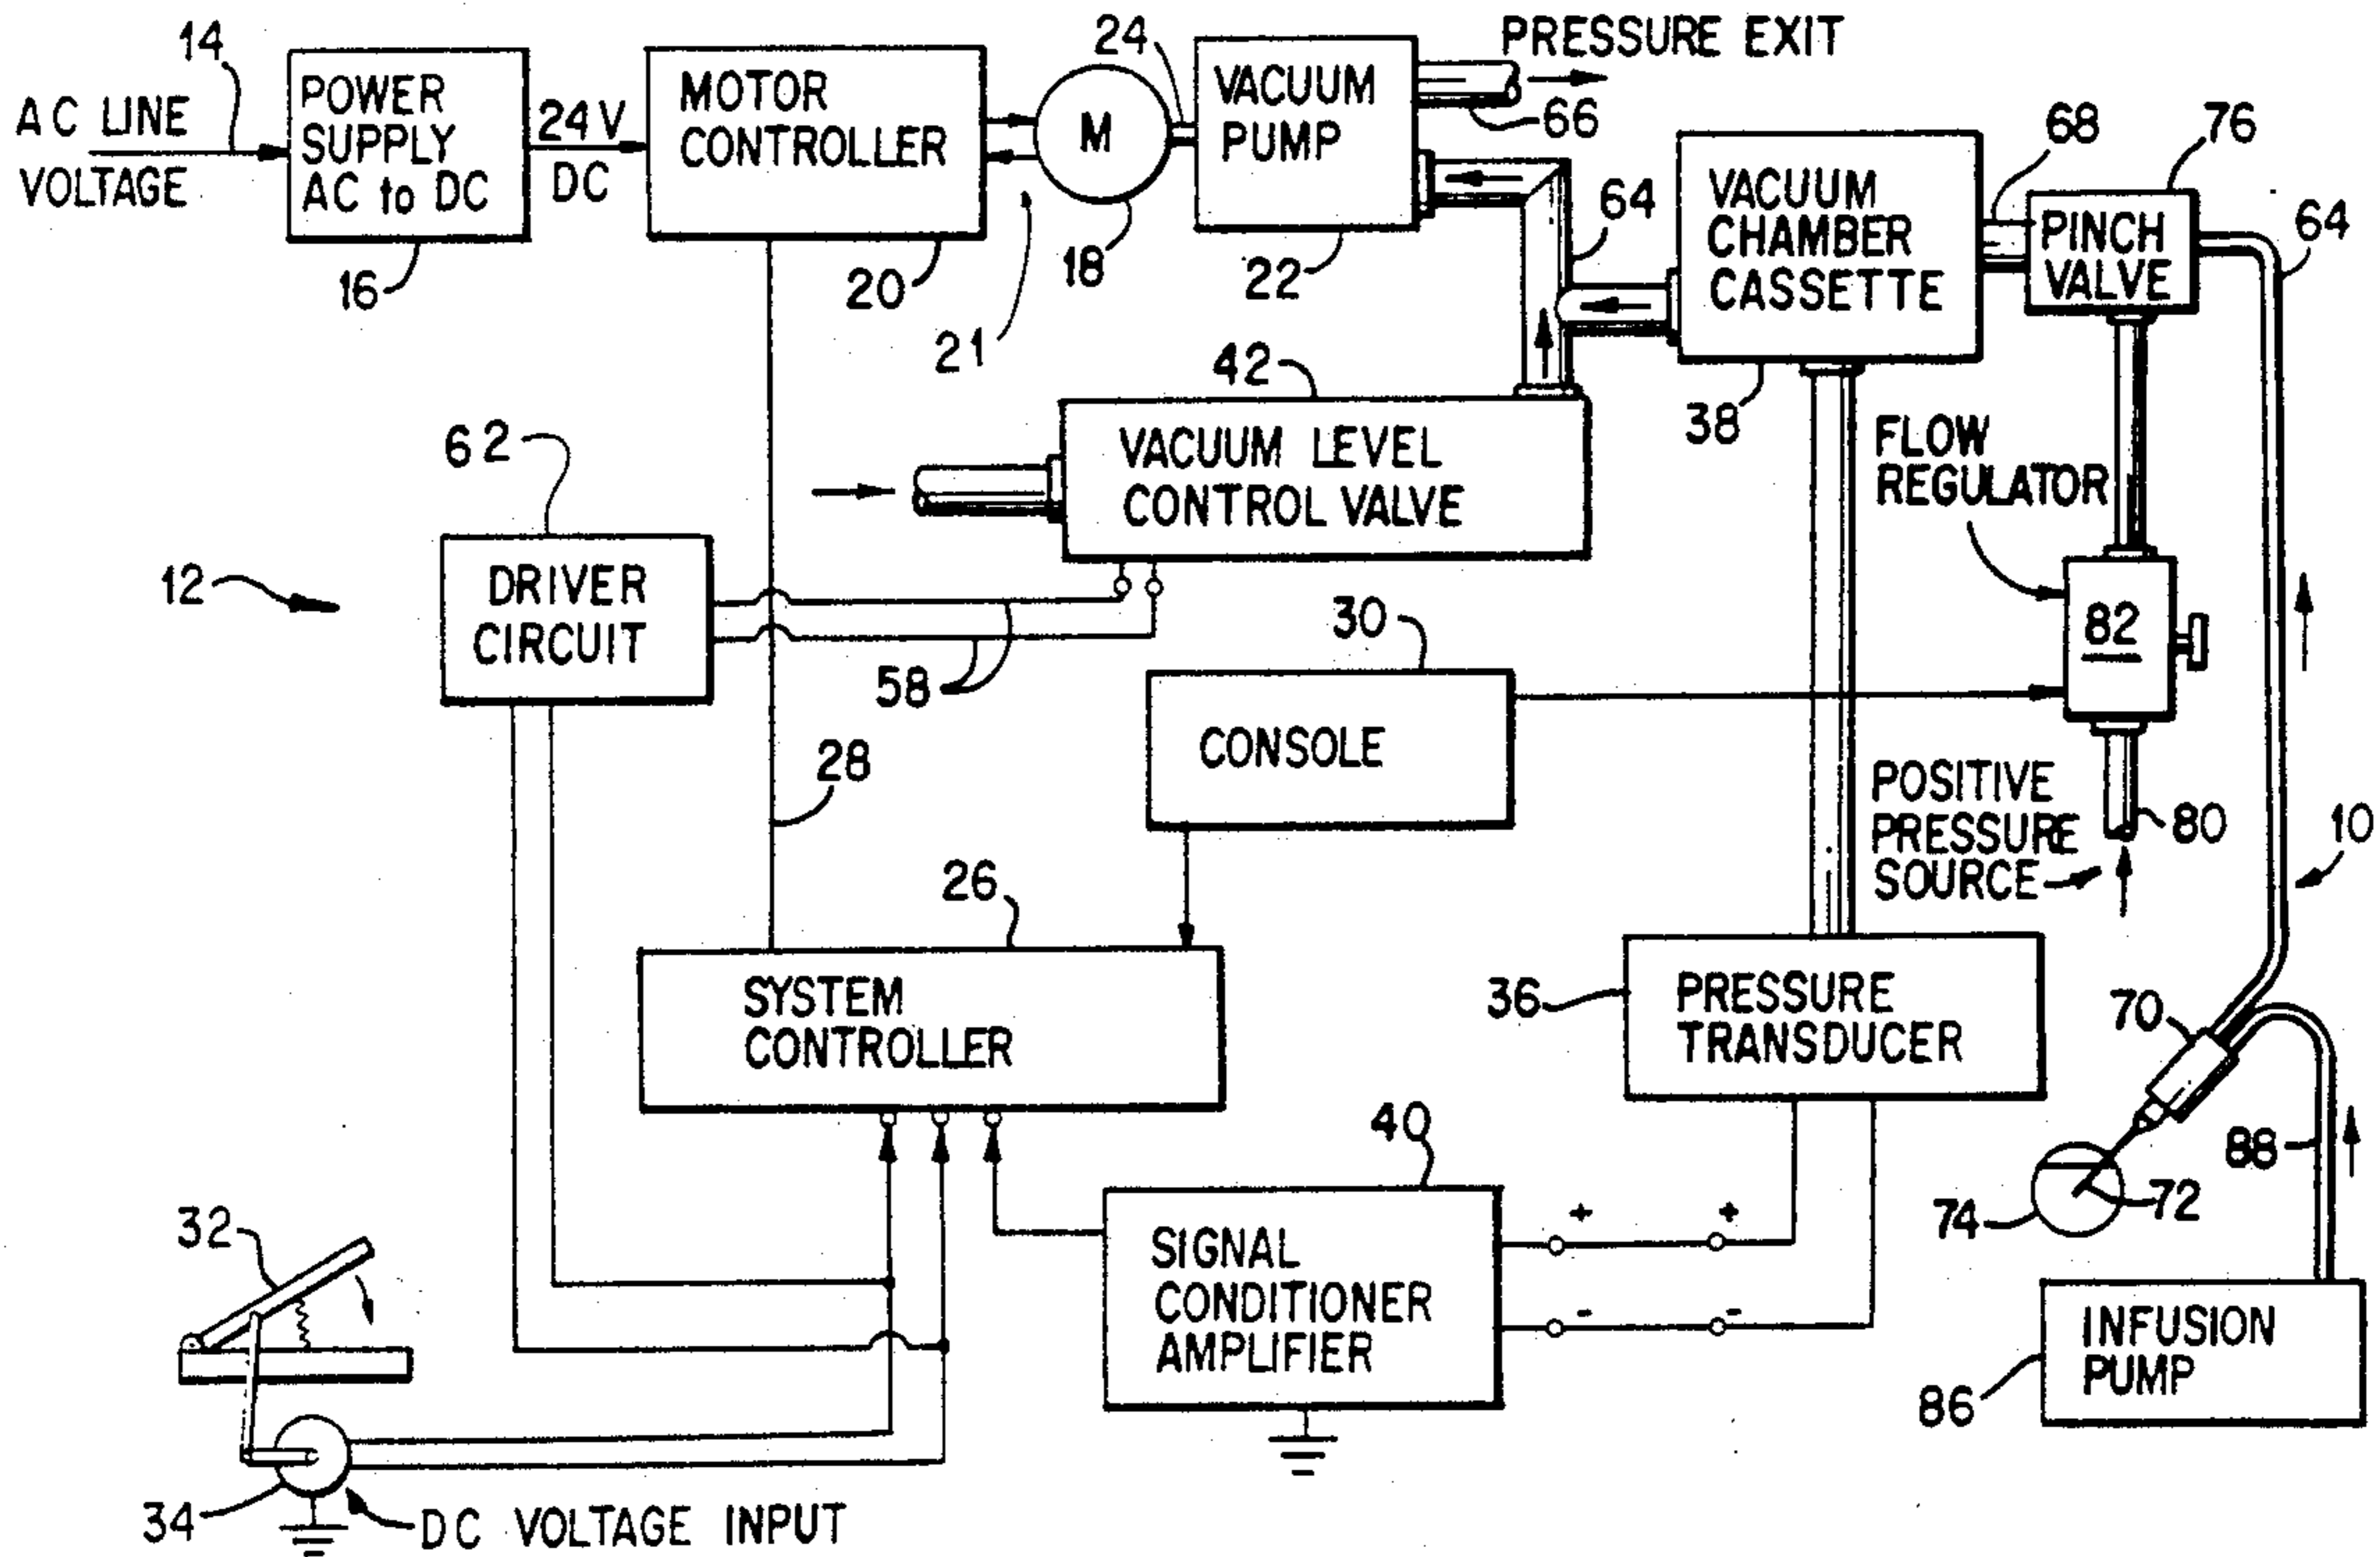 14
AC LINE
VOLTAGE
POWER
SUPPLY
AC to DC
16
24V
DC
MOTOR
CONTROLLER
20
21
M
18
24
VACUUM
PUMP
22
PRESSURE EXIT
66
64
VACUUM
CHAMBER
CASSETTE
38
68
76
PINCH
VALVE
64
42
VACUUM LEVEL
CONTROL VALVE
FLOW
REGULATOR
82
62
DRIVER
CIRCUIT
12
58
30
CONSOLE
28
POSITIVE
PRESSURE
SOURCE
80
10
26
SYSTEM
CONTROLLER
36
PRESSURE
TRANSDUCER
70
88
74
72
40
SIGNAL
CONDITIONER
AMPLIFIER
+ +
- -
32
34
DC VOLTAGE INPUT
INFUSION
PUMP
86